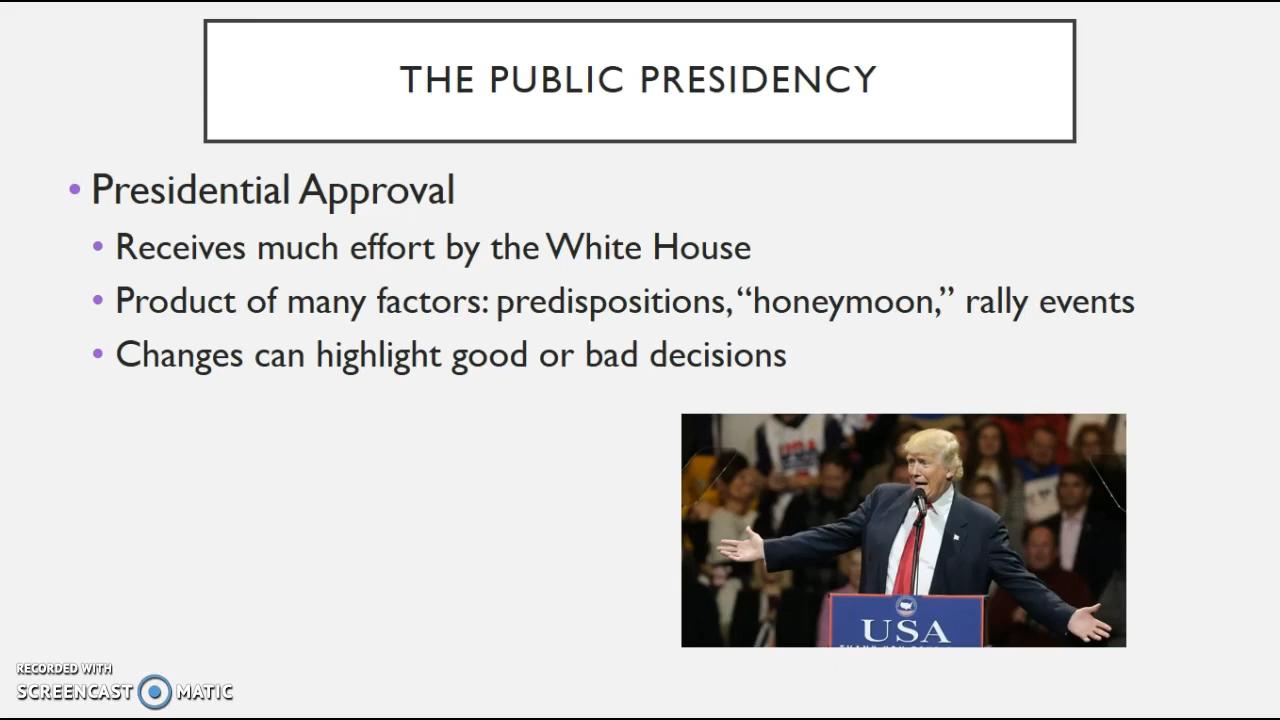 THE PUBLIC PRESIDENCY
• Presidential Approval
• Receives much effort by the White House
• Product of many factors: predispositions, “honeymoon,” rally events
• Changes can highlight good or bad decisions
USA
USA
RECORDED WITH
SCREENCAST MATIC